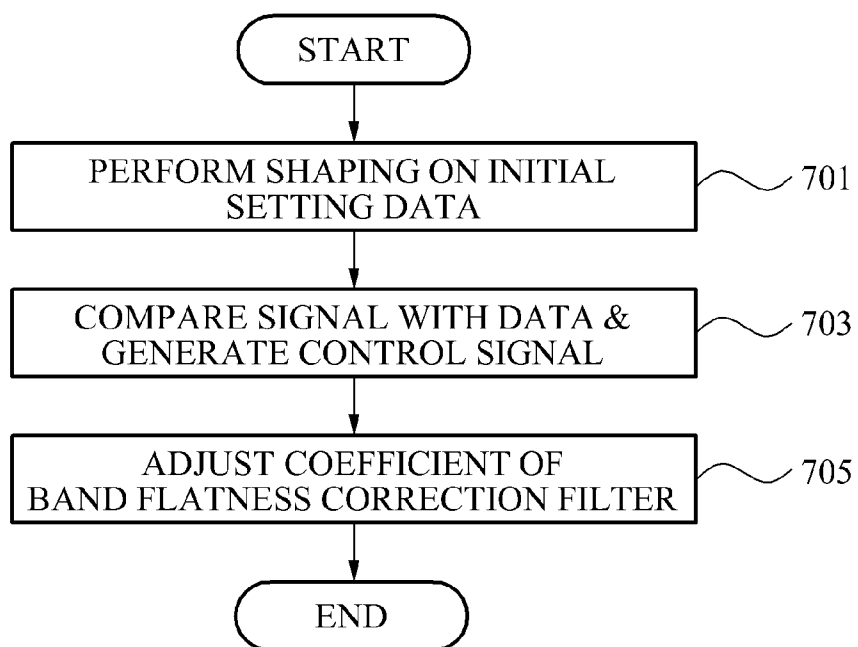 START
PERFORM SHAPING ON INITIAL
SETTING DATA
701
COMPARE SIGNAL WITH DATA &
GENERATE CONTROL SIGNAL
703
ADJUST COEFFICIENT OF
BAND FLATNESS CORRECTION FILTER
705
END